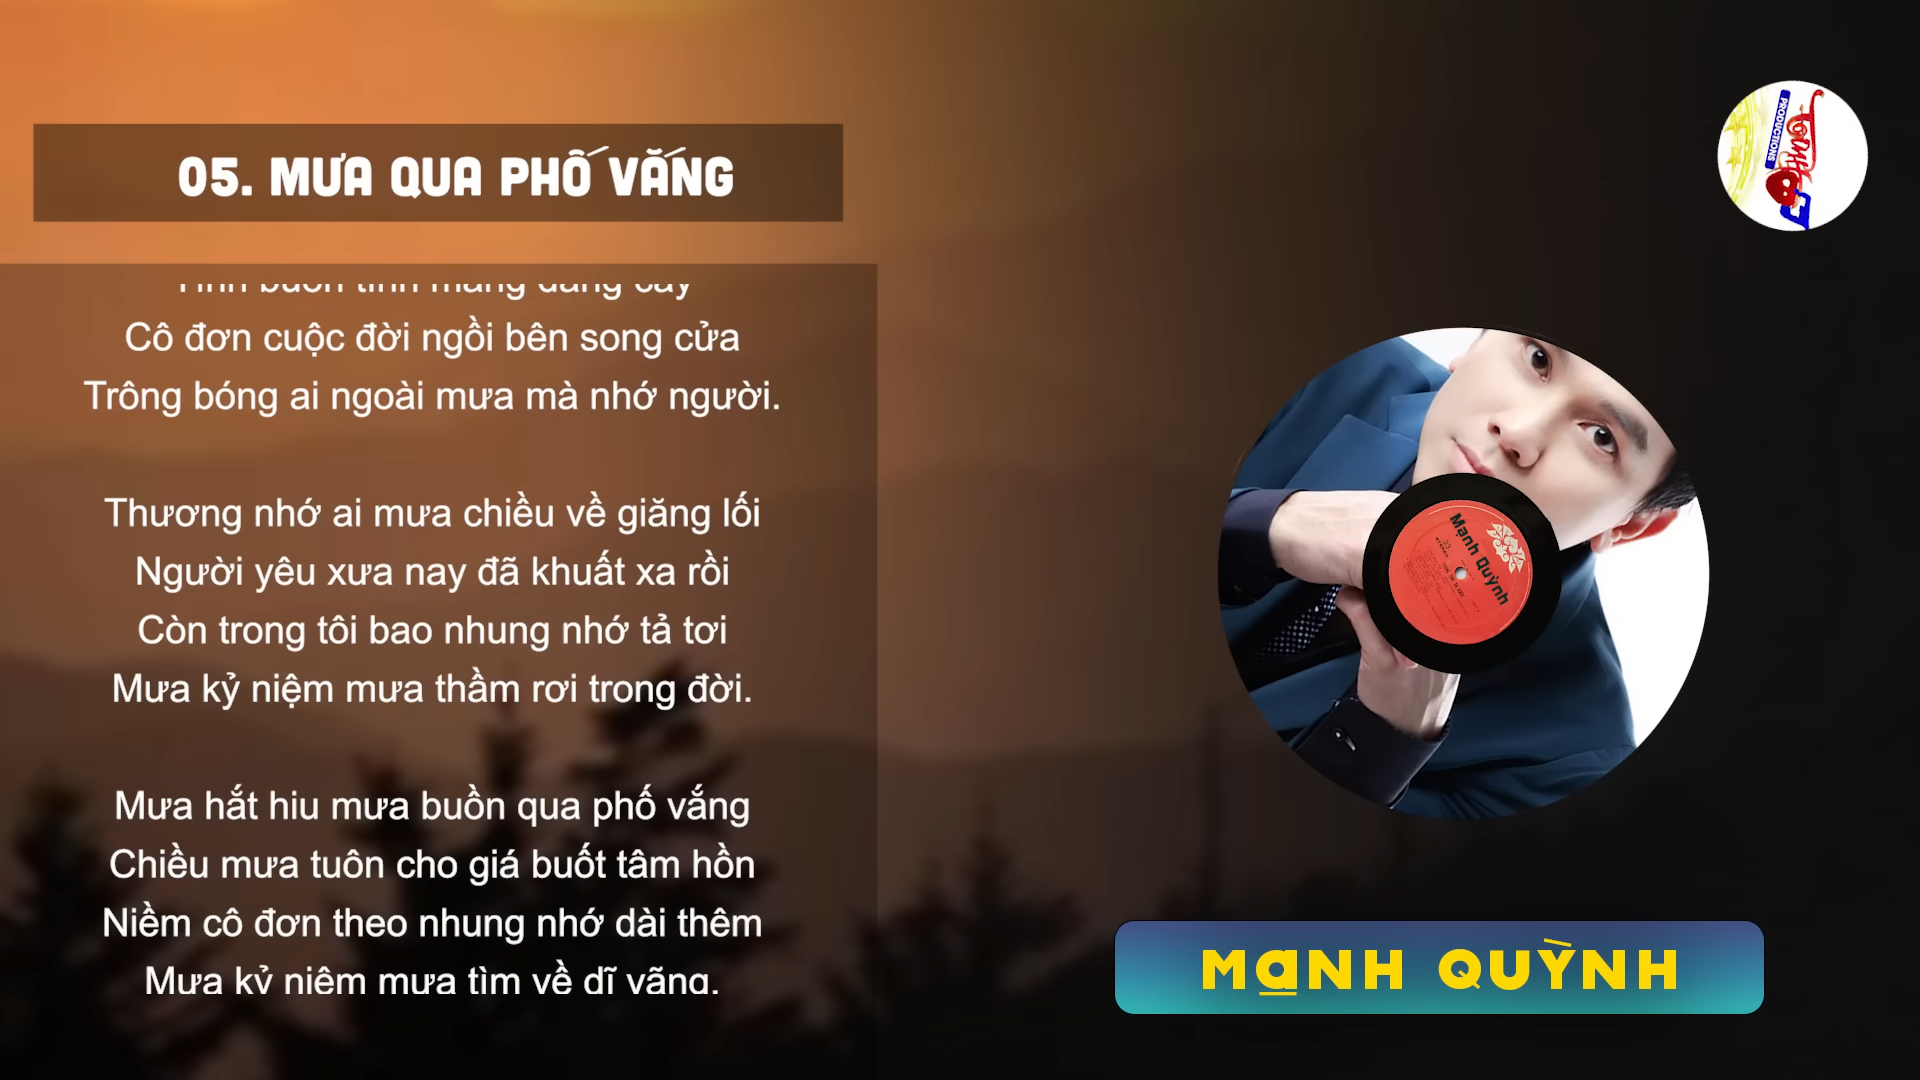 05. MƯA QUA PHỐ VẮNG
Cô đơn cuộc đời ngồi bên song cửa
Trông bóng ai ngoài mưa mà nhớ người.
Thương nhớ ai mưa chiều về giăng lối
Người yêu xưa nay đã khuất xa rồi
Còn trong tôi bao nhung nhớ tả tơi
Mưa kỷ niệm mưa thầm rơi trong đời.
Mưa hắt hiu mưa buồn qua phố vắng
Chiều mưa tuôn cho giá buốt tâm hồn
Niềm cô đơn theo nhung nhớ dài thêm
Mưa kỷ niệm mưa tìm về dĩ vãng.
PRODUCTIONS
Mạnh Quỳnh
33
STEREO
MẠNH QUỲNH